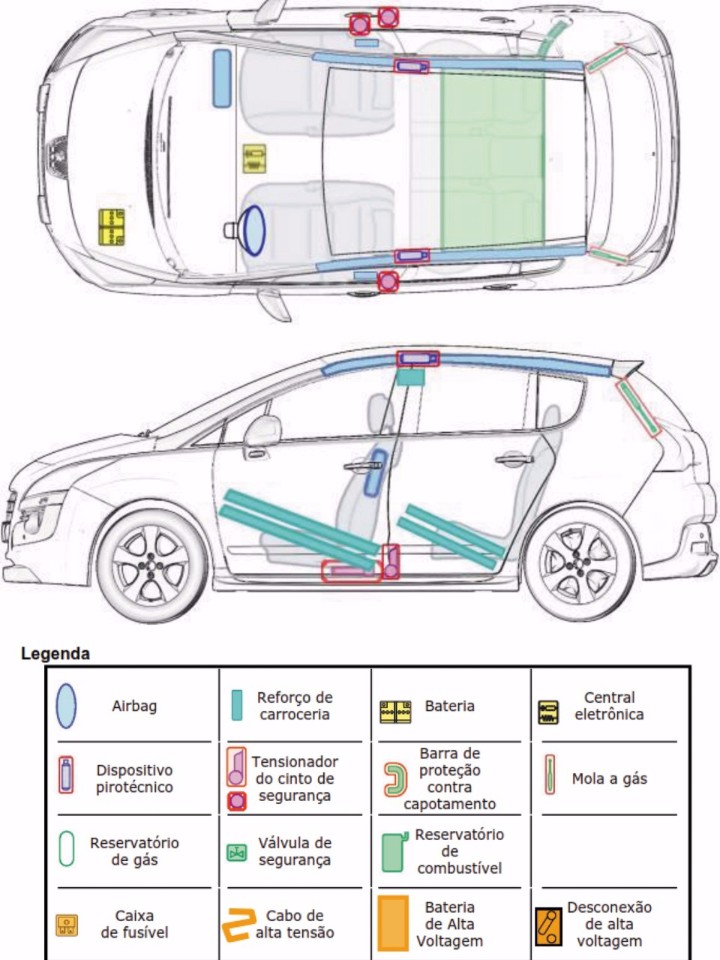 Legenda
Airbag
Reforço de
carroceria
Bateria
Central
eletrônica
Dispositivo
pirotécnico
Tensionador
do cinto de
segurança
Barra de
proteção
contra
capotamento
Mola a gás
Reservatório
de gás
Válvula de
segurança
Reservatório
de
combustível
Caixa
de fusível
Cabo de
alta tensão
Bateria
de Alta
Voltagem
Desconexão
de alta
voltagem